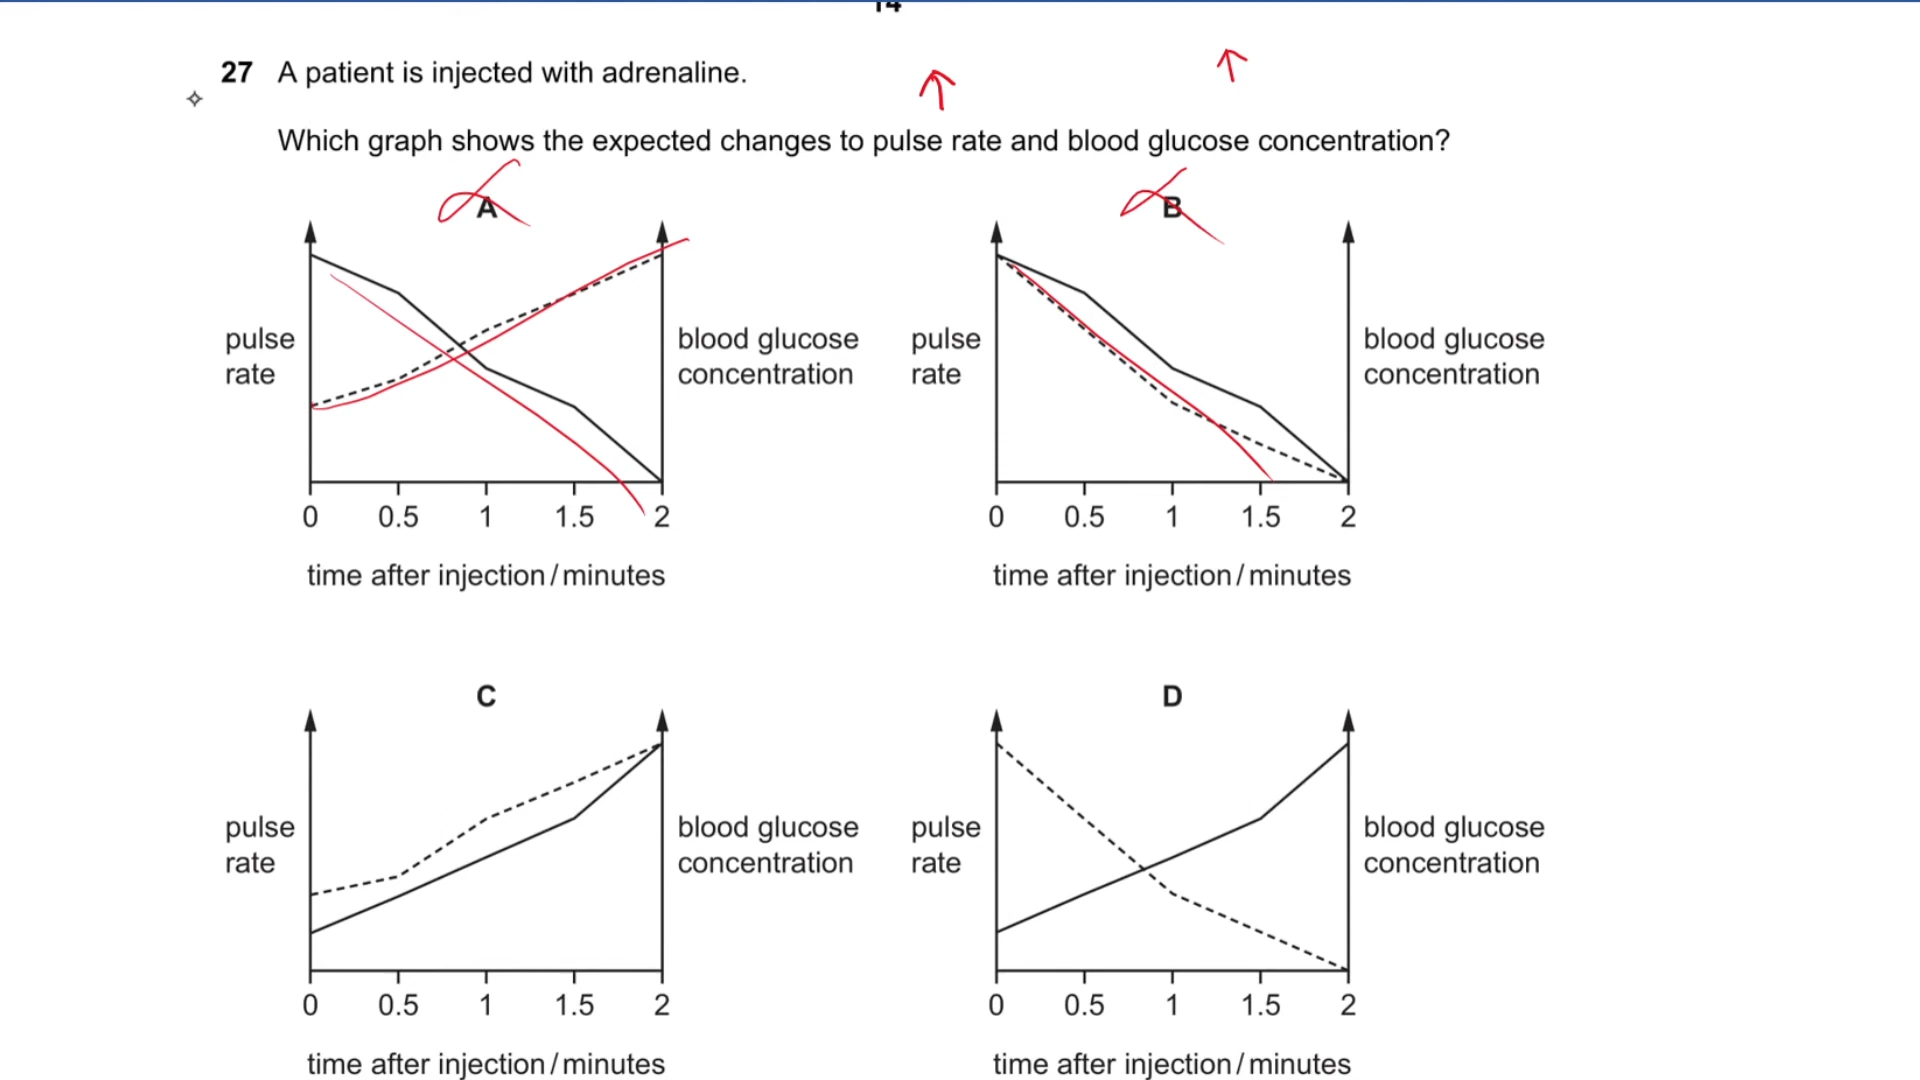 14
27 A patient is injected with adrenaline.
Which graph shows the expected changes to pulse rate and blood glucose concentration?
A
pulse
rate
blood glucose
concentration
0 0.5 1 1.5 2
time after injection / minutes
B
pulse
rate
blood glucose
concentration
0 0.5 1 1.5 2
time after injection / minutes
C
pulse
rate
blood glucose
concentration
0 0.5 1 1.5 2
time after injection / minutes
D
pulse
rate
blood glucose
concentration
0 0.5 1 1.5 2
time after injection / minutes